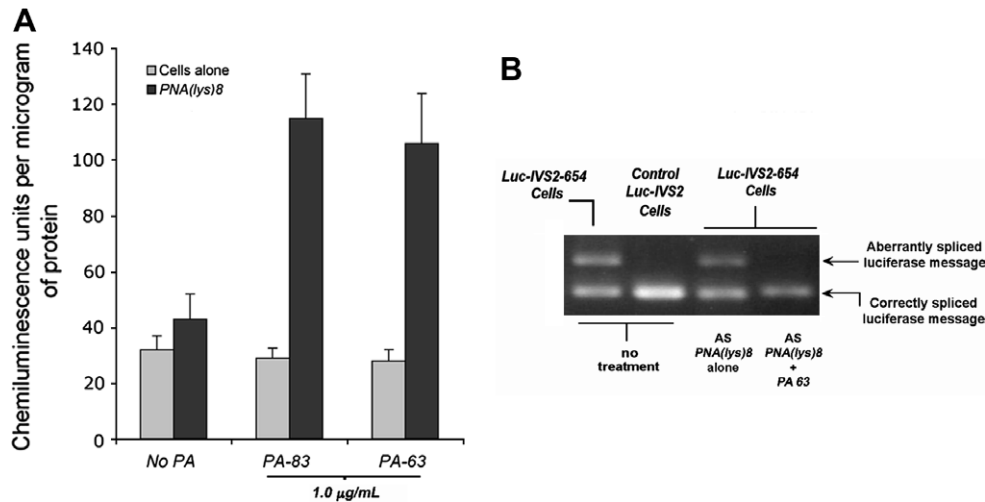 A
Chemiluminescence units per microgram
of protein
140
120
100
80
60
40
20
0
Cells alone
PNA(lys)8
No PA
PA-83
PA-63
1.0 µg/mL
B
Luc-IVS2-654
Cells
Control
Luc-IVS2
Cells
Luc-IVS2-654
Cells
Aberrantly spliced
luciferase message
Correctly spliced
luciferase message
no
treatment
AS
PNA(lys)8
alone
AS
PNA(lys)8
+
PA 63